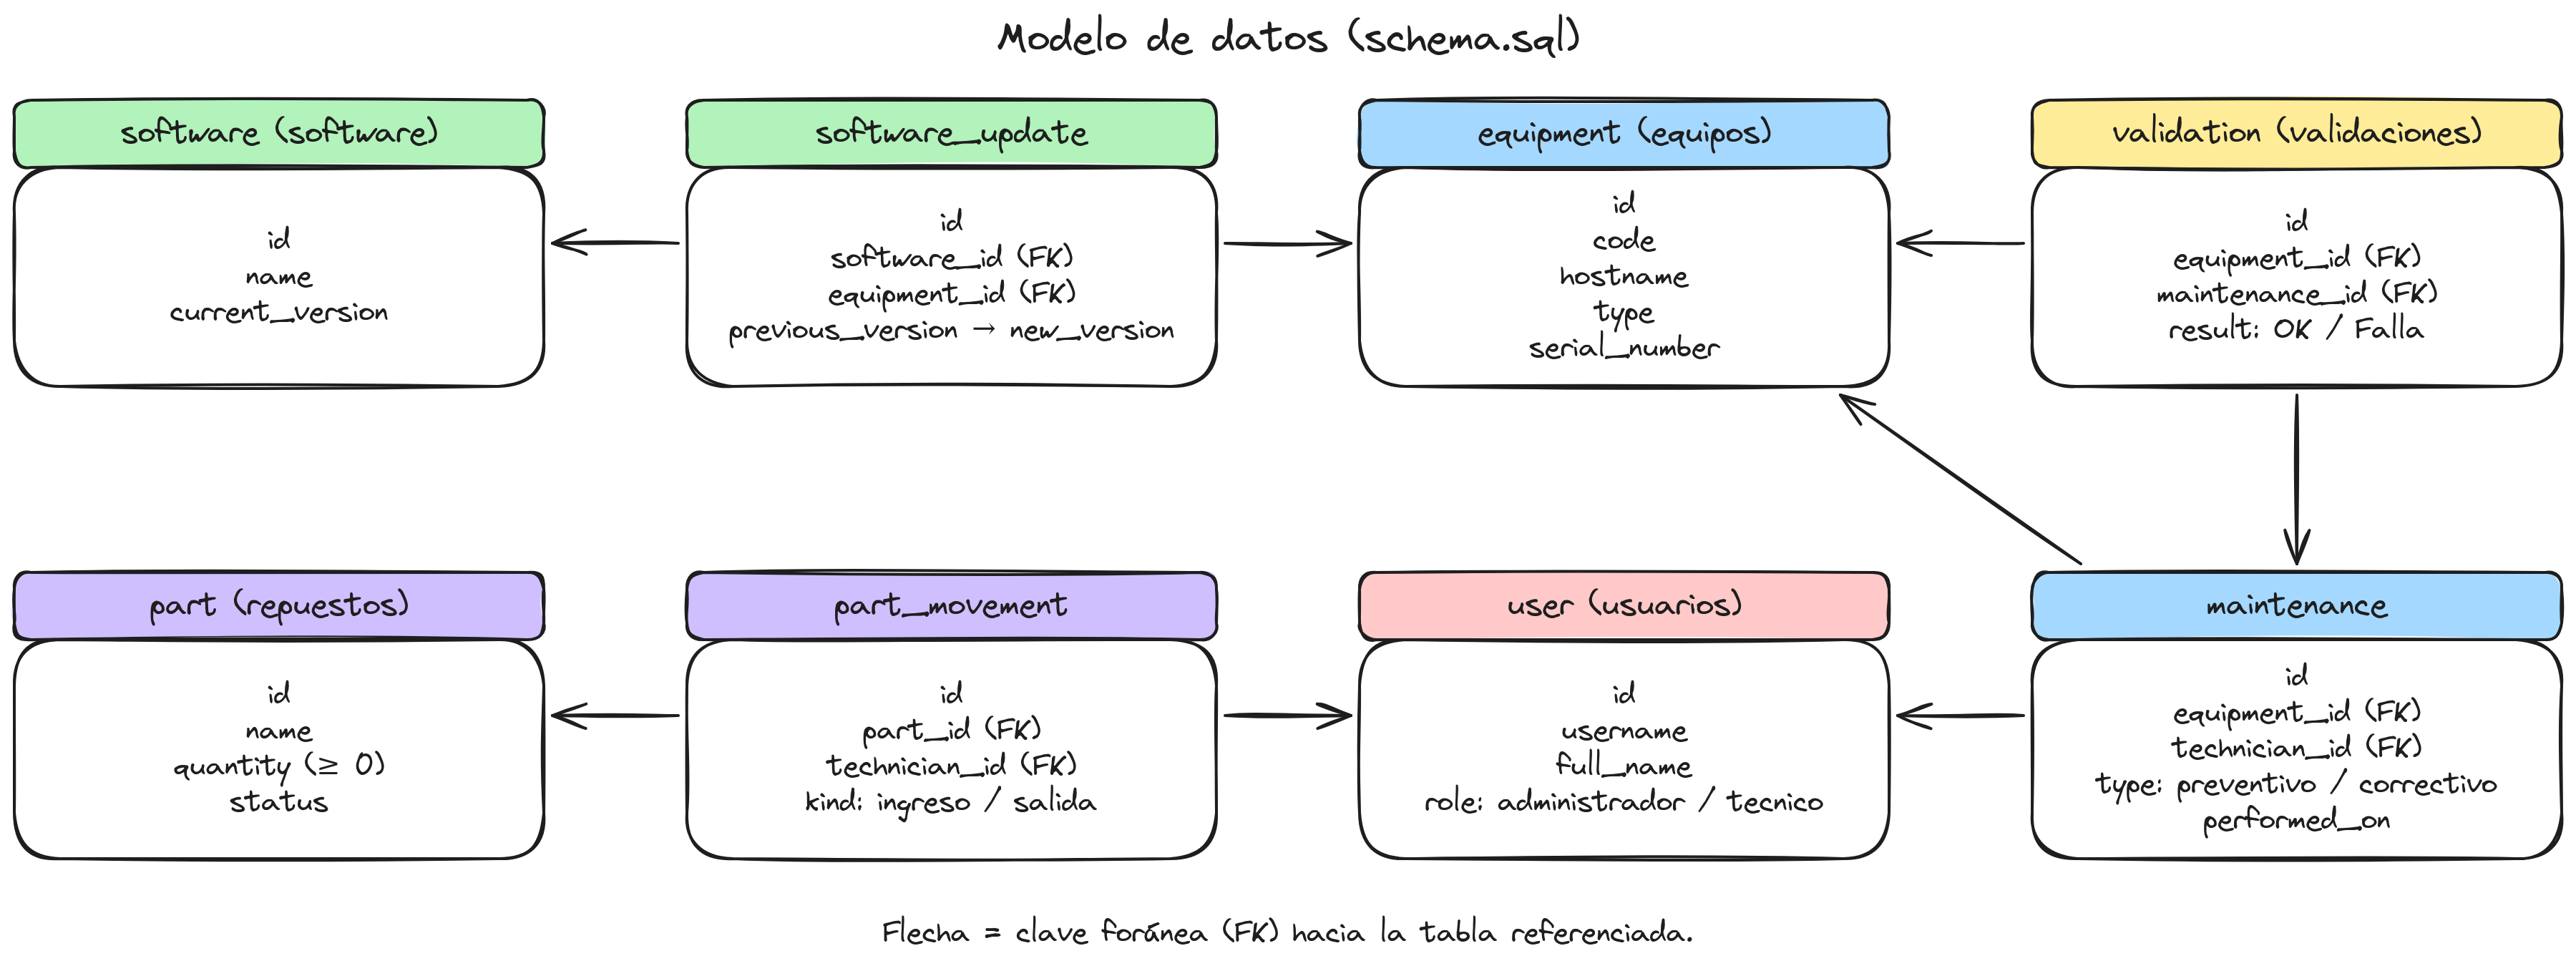 Modelo de datos (schema.sql)
software (software)
id
name
current_version
software_update
id
software_id (FK)
equipment_id (FK)
previous_version → new_version
equipment (equipos)
id
code
hostname
type
serial_number
validation (validaciones)
id
equipment_id (FK)
maintenance_id (FK)
result: OK / Falla
part (repuestos)
id
name
quantity (≥ 0)
status
part_movement
id
part_id (FK)
technician_id (FK)
kind: ingreso / salida
user (usuarios)
id
username
full_name
role: administrador / tecnico
maintenance
id
equipment_id (FK)
technician_id (FK)
type: preventivo / correctivo
performed_on
Flecha = clave foránea (FK) hacia la tabla referenciada.